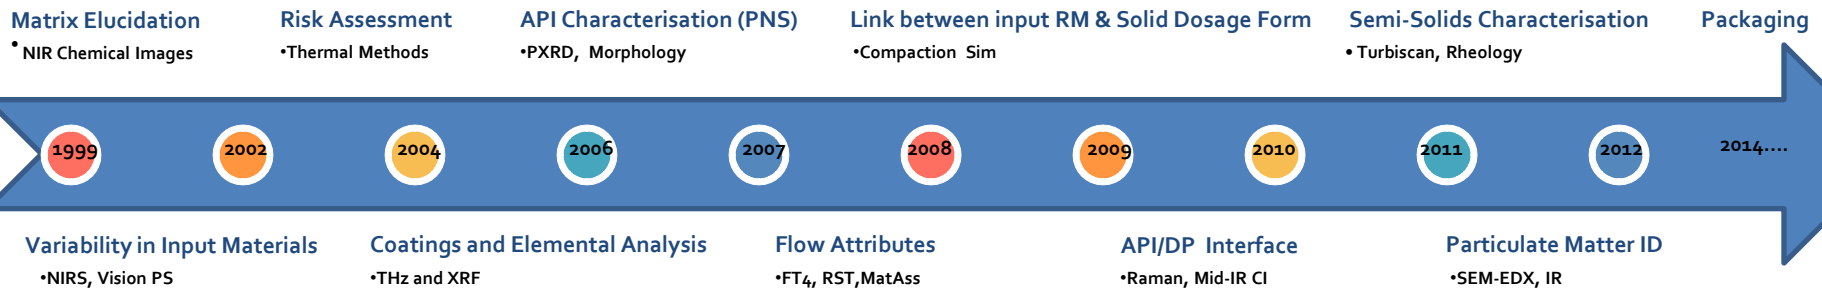 Matrix Elucidation
• NIR Chemical Images
Risk Assessment
•Thermal Methods
API Characterisation (PNS)
•PXRD, Morphology
Link between input RM & Solid Dosage Form
•Compaction Sim
Semi-Solids Characterisation
• Turbiscan, Rheology
Packaging
1999
2002
2004
2006
2007
2008
2009
2010
2011
2012
2014....
Variability in Input Materials
•NIRS, Vision PS
Coatings and Elemental Analysis
•THz and XRF
Flow Attributes
•FT4, RST,MatAss
API/DP Interface
•Raman, Mid-IR CI
Particulate Matter ID
•SEM-EDX, IR